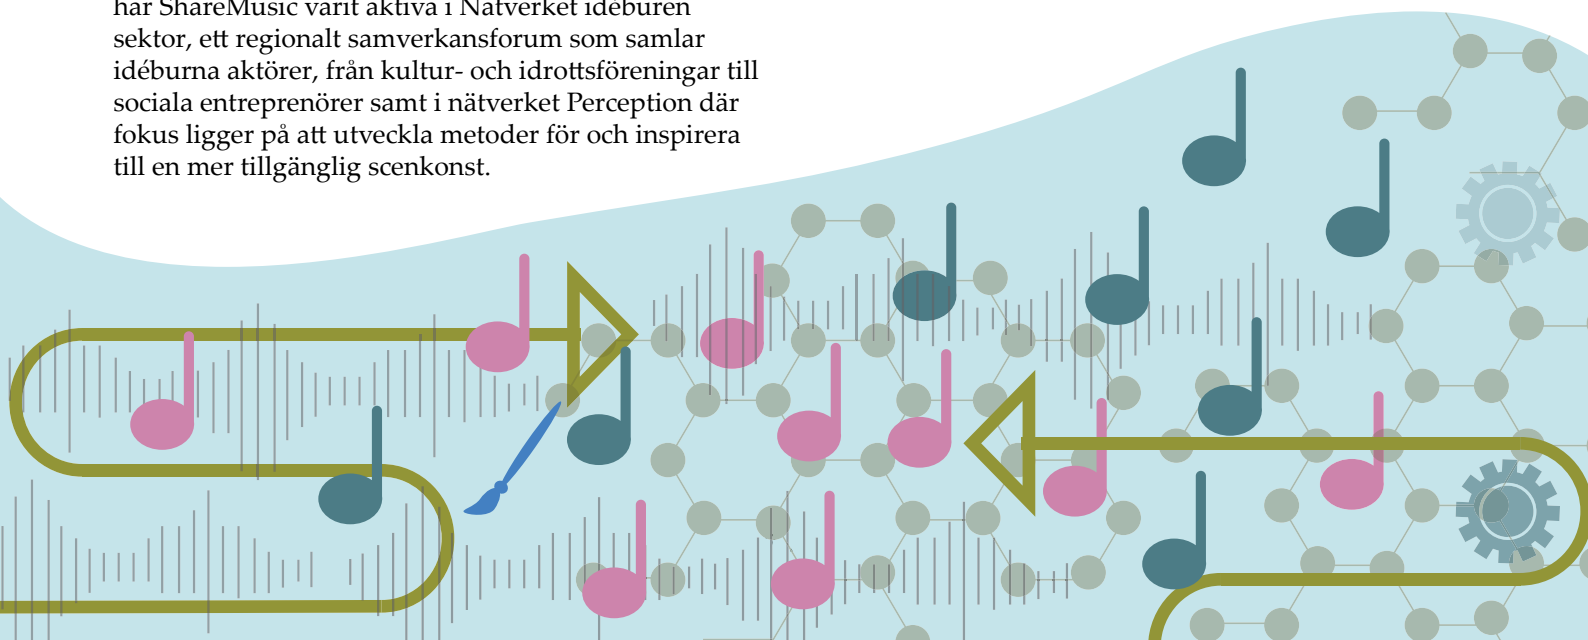 har ShareMusic varit aktiva i Nätverket idéburen
sektor, ett regionalt samverkansforum som samlar
idéburna aktörer, från kultur- och idrottsföreningar till
sociala entreprenörer samt i nätverket Perception där
fokus ligger på att utveckla metoder för och inspirera
till en mer tillgänglig scenkonst.